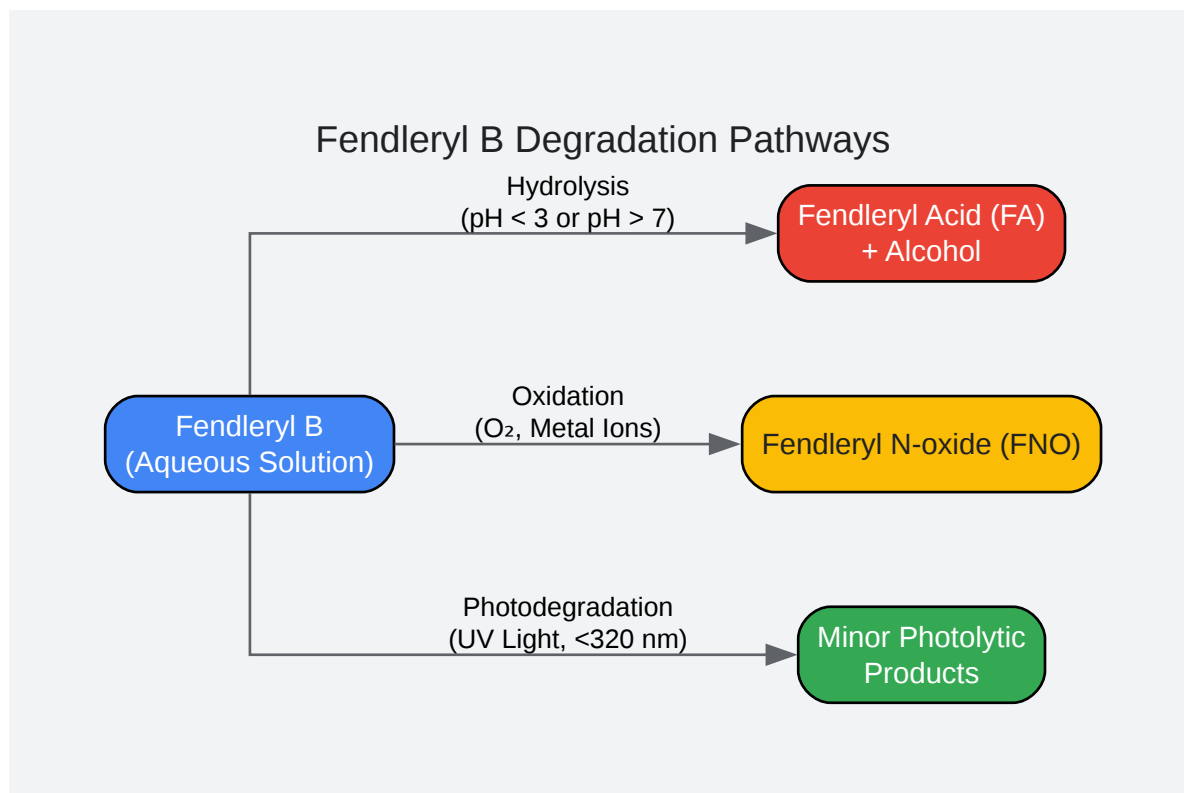 Fendleryl B Degradation Pathways
Hydrolysis
(pH < 3 or pH > 7)
Fendleryl Acid (FA)
+ Alcohol
Oxidation
(O₂, Metal Ions)
Fendleryl B
(Aqueous Solution)
Fendleryl N-oxide (FNO)
Photodegradation
(UV Light, <320 nm)
Minor Photolytic
Products